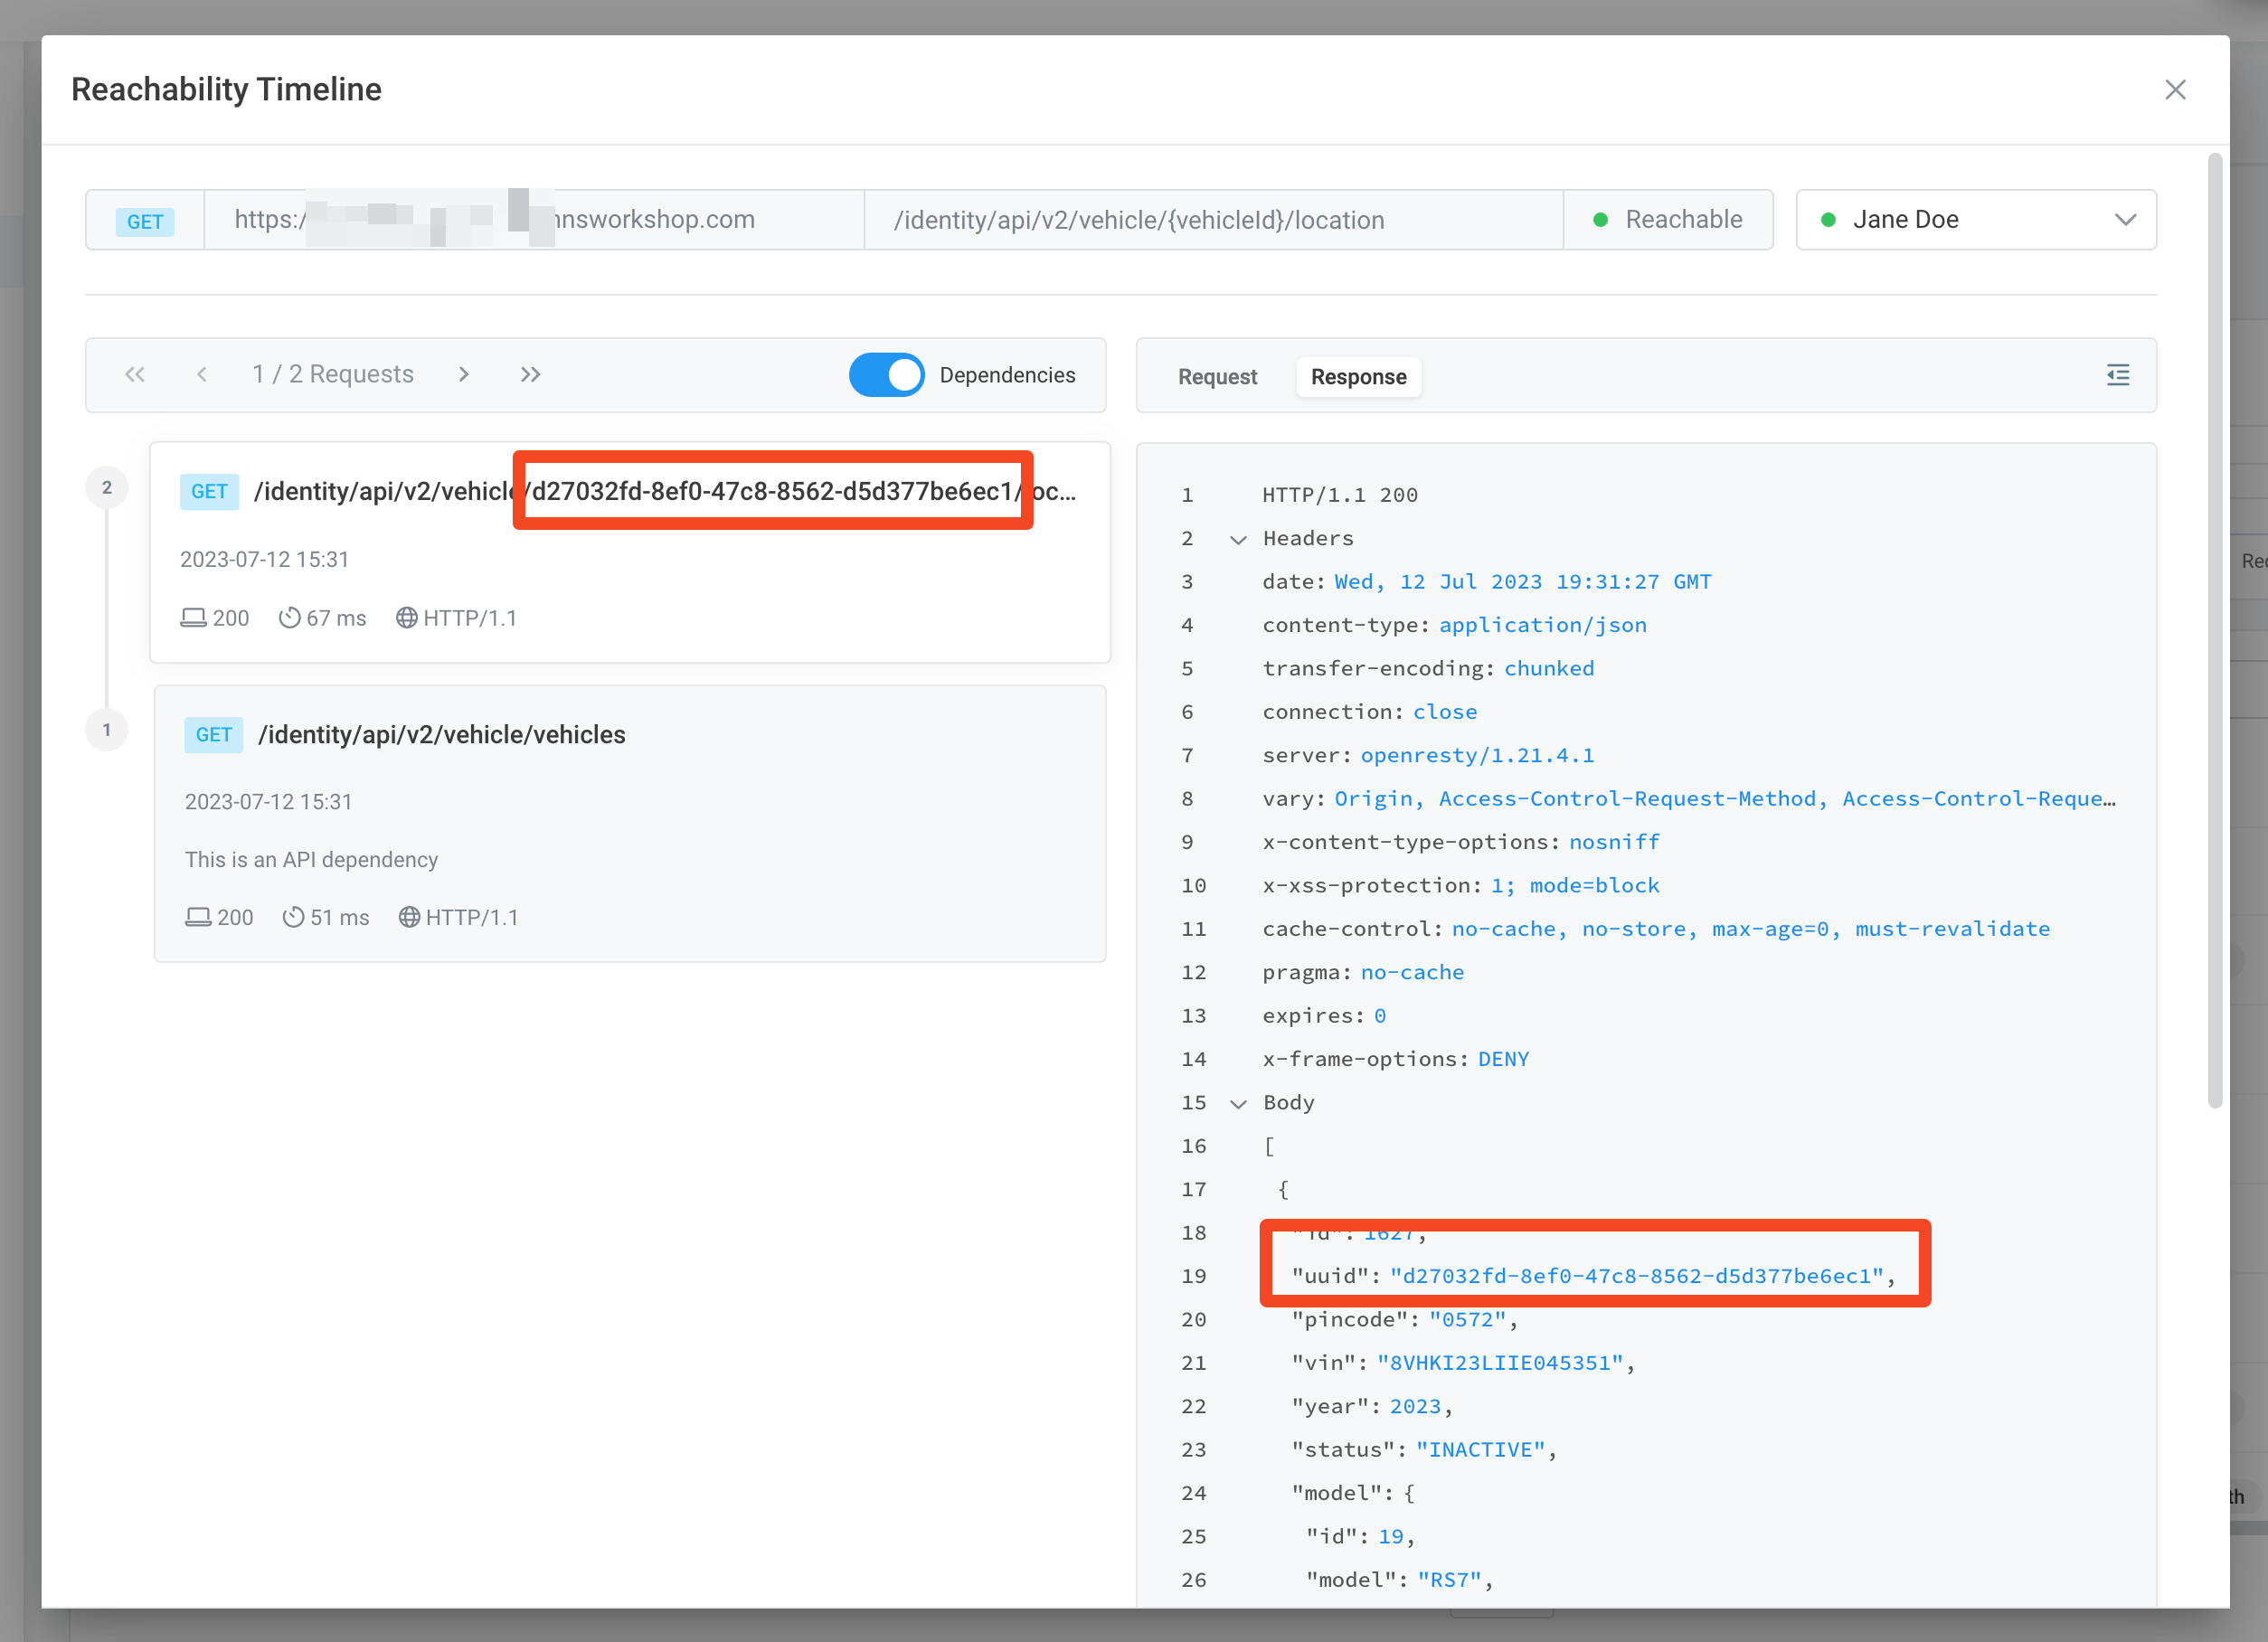 Reachability Timeline
GET https:/ nnsworkshop.com /identity/api/v2/vehicle/{vehicleId}/location Reachable Jane Doe
1 / 2 Requests Dependencies
Request Response
2
GET /identity/api/v2/vehicle/d27032fd-8ef0-47c8-8562-d5d377be6ec1/loc...
2023-07-12 15:31
200 67 ms HTTP/1.1
1
GET /identity/api/v2/vehicle/vehicles
2023-07-12 15:31
This is an API dependency
200 51 ms HTTP/1.1
1 HTTP/1.1 200
2 Headers
3 date: Wed, 12 Jul 2023 19:31:27 GMT
4 content-type: application/json
5 transfer-encoding: chunked
6 connection: close
7 server: openresty/1.21.4.1
8 vary: Origin, Access-Control-Request-Method, Access-Control-Reque…
9 x-content-type-options: nosniff
10 x-xss-protection: 1; mode=block
11 cache-control: no-cache, no-store, max-age=0, must-revalidate
12 pragma: no-cache
13 expires: 0
14 x-frame-options: DENY
15 Body
16 [
17 {
18 "id": 1627,
19 "uuid": "d27032fd-8ef0-47c8-8562-d5d377be6ec1",
20 "pincode": "0572",
21 "vin": "8VHKI23LIIE045351",
22 "year": 2023,
23 "status": "INACTIVE",
24 "model": {
25 "id": 19,
26 "model": "RS7",